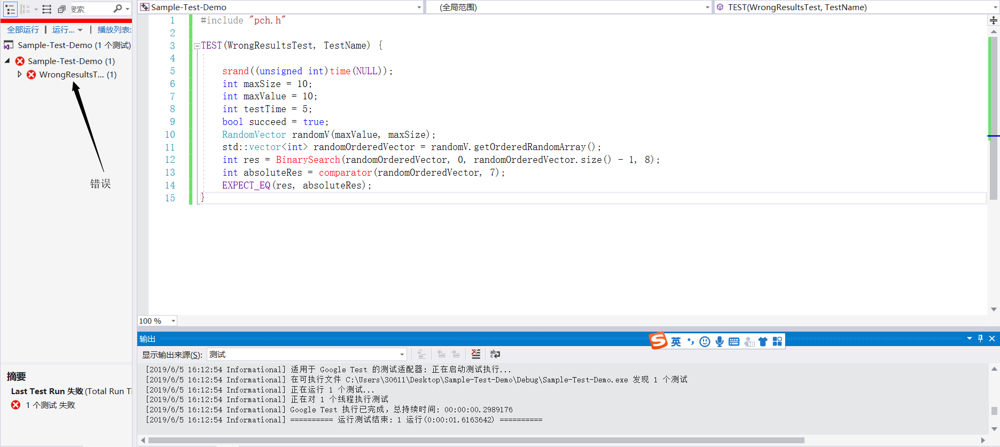 搜索
全部运行 | 运行... | 播放列表:
Sample-Test-Demo (1 个测试)
Sample-Test-Demo (1)
WrongResultsT... (1)
错误
摘要
Last Test Run 失败 (Total Run Ti
1 个测试 失败
Sample-Test-Demo
(全局范围)
TEST(WrongResultsTest, TestName)
1 #include "pch.h"
2
3 TEST(WrongResultsTest, TestName) {
4
5 srand((unsigned int)time(NULL));
6 int maxSize = 10;
7 int maxValue = 10;
8 int testTime = 5;
9 bool succeed = true;
10 RandomVector randomV(maxValue, maxSize);
11 std::vector<int> randomOrderedVector = randomV.getOrderedRandomArray();
12 int res = BinarySearch(randomOrderedVector, 0, randomOrderedVector.size() - 1, 8);
13 int absoluteRes = comparator(randomOrderedVector, 7);
14 EXPECT_EQ(res, absoluteRes);
15 }
100 %
输出
S 英
显示输出来源(S): 测试
[2019/6/5 16:12:54 Informational] 适用于 Google Test 的测试适配器: 正在启动测试执行...
[2019/6/5 16:12:54 Informational] 在可执行文件 C:\Users\30611\Desktop\Sample-Test-Demo\Debug\Sample-Test-Demo.exe 发现 1 个测试
[2019/6/5 16:12:54 Informational] 正在运行 1 个测试...
[2019/6/5 16:12:54 Informational] 正在对 1 个线程执行测试
[2019/6/5 16:12:54 Informational] Google Test 执行已完成，总持续时间: 00:00:00.2989176
[2019/6/5 16:12:54 Informational] ========== 运行测试结束: 1 运行(0:00:01.6163642) ==========